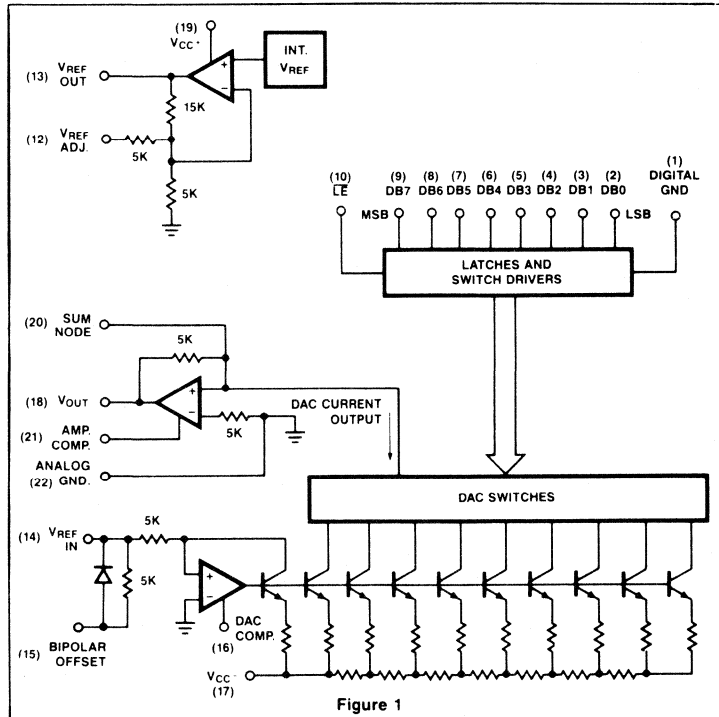 (19)
VCC+
INT.
VREF
(13) VREF
OUT
+
−
15K
(12) VREF
ADJ.
5K
5K
(10) (9) (8) (7) (6) (5) (4) (3) (2) (1)
LE DB7 DB6 DB5 DB4 DB3 DB2 DB1 DB0 DIGITAL
GND
MSB LSB
LATCHES AND
SWITCH DRIVERS
(20) SUM
NODE
5K
(18) VOUT
+
−
5K
DAC CURRENT
OUTPUT
(21) AMP.
COMP.
ANALOG
(22) GND.
DAC SWITCHES
(14) VREF
IN
5K
5K
+
−
(15) BIPOLAR
OFFSET
DAC
COMP.
(16)
VCC-
(17)
Figure 1